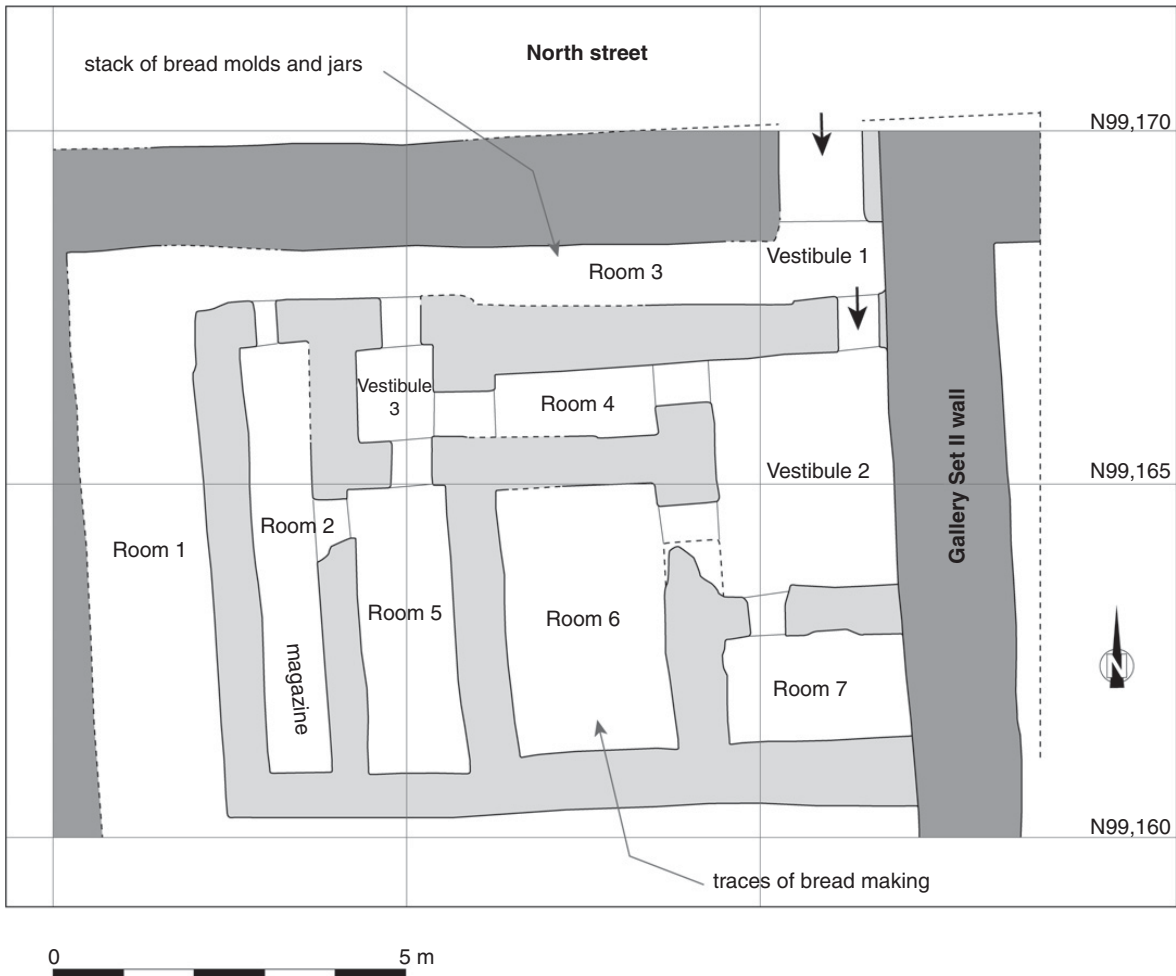 North street
stack of bread molds and jars
N99,170
Vestibule 1
Room 3
Vestibule
3
Room 4
Gallery Set II wall
Vestibule 2
N99,165
Room 2
Room 1
Room 5
Room 6
magazine
Room 7
N
N99,160
traces of bread making
0
5 m